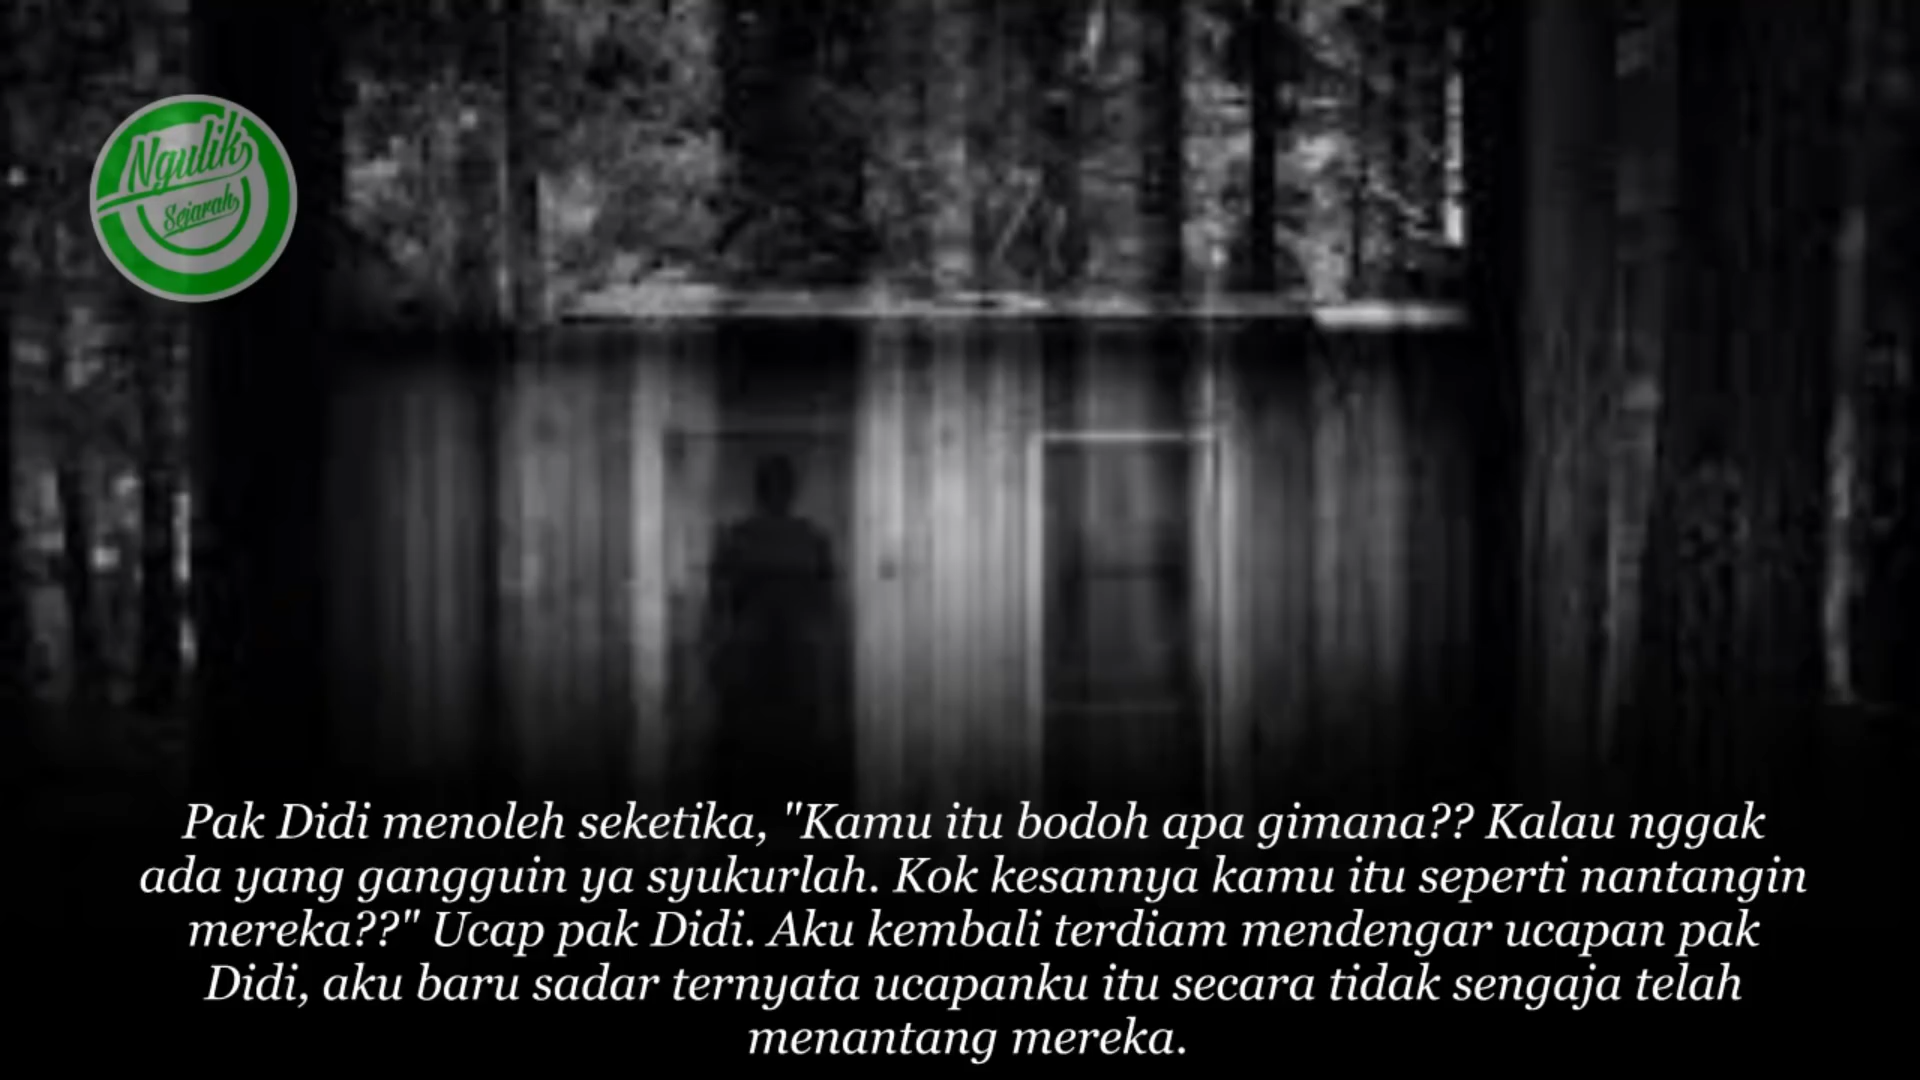 Ngulik
Sejarah
Pak Didi menoleh seketika, "Kamu itu bodoh apa gimana?? Kalau nggak
ada yang gangguin ya syukurlah. Kok kesannya kamu itu seperti nantangin
mereka??" Ucap pak Didi. Aku kembali terdiam mendengar ucapan pak
Didi, aku baru sadar ternyata ucapanku itu secara tidak sengaja telah
menantang mereka.